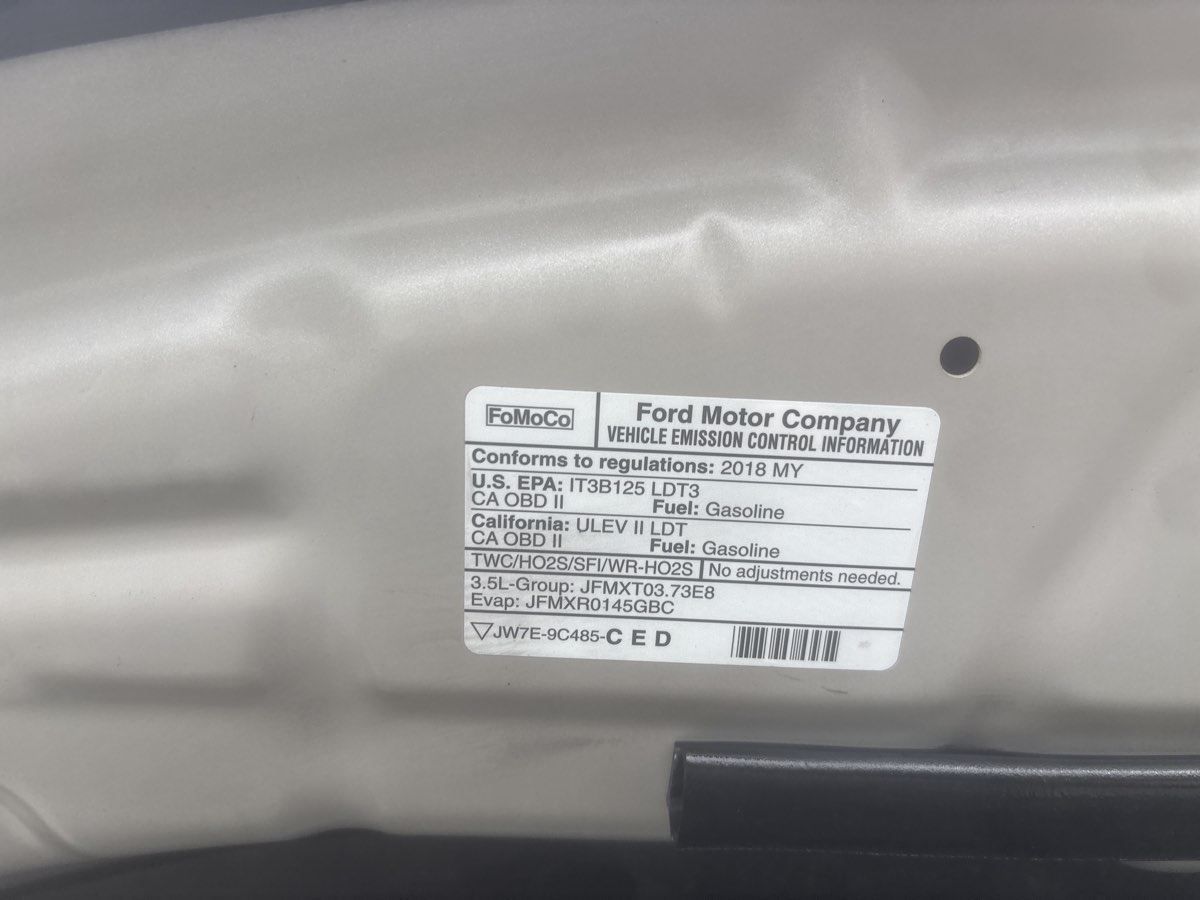 FoMoCo
Ford Motor Company
VEHICLE EMISSION CONTROL INFORMATION
Conforms to regulations: 2018 MY
U.S. EPA: IT3B125 LDT3
CA OBD II Fuel: Gasoline
California: ULEV II LDT
CA OBD II Fuel: Gasoline
TWC/HO2S/SFI/WR-HO2S No adjustments needed.
3.5L-Group: JFMXT03.73E8
Evap: JFMXR0145GBC
JW7E-9C485-C E D